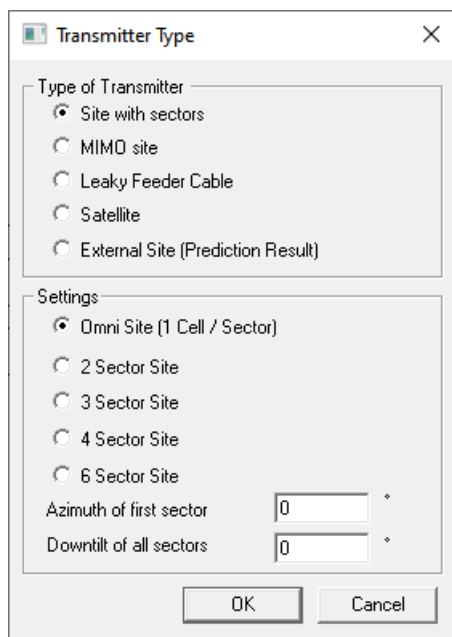 Transmitter Type
Type of Transmitter
Site with sectors
MIMO site
Leaky Feeder Cable
Satellite
External Site (Prediction Result)
Settings
Omni Site (1 Cell / Sector)
2 Sector Site
3 Sector Site
4 Sector Site
6 Sector Site
Azimuth of first sector 0 °
Downtilt of all sectors 0 °
OK Cancel